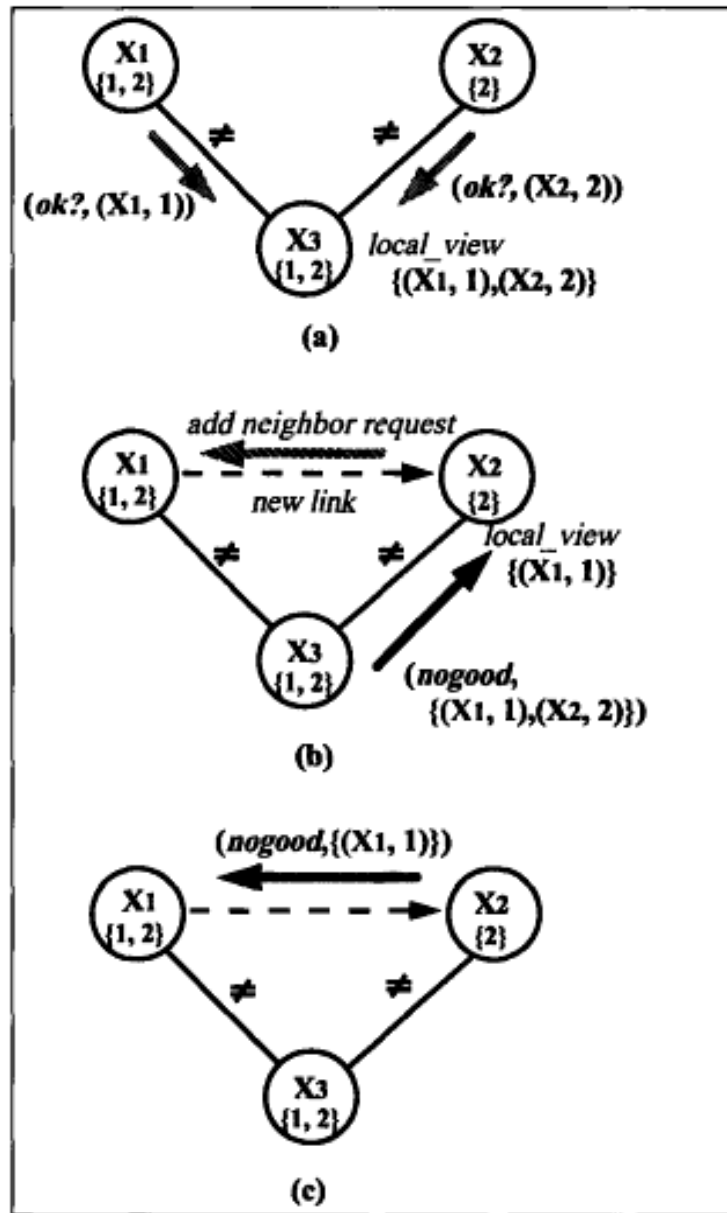 X1
{1, 2}
X2
{2}
≠
≠
(ok?, (X1, 1))
(ok?, (X2, 2))
X3
{1, 2}
local_view
{(X1, 1),(X2, 2)}
(a)
add neighbor request
X1
{1, 2}
X2
{2}
new link
local_view
{(X1, 1)}
≠
≠
X3
{1, 2}
(nogood,
{(X1, 1),(X2, 2)})
(b)
(nogood,{(X1, 1)})
X1
{1, 2}
X2
{2}
≠
≠
X3
{1, 2}
(c)